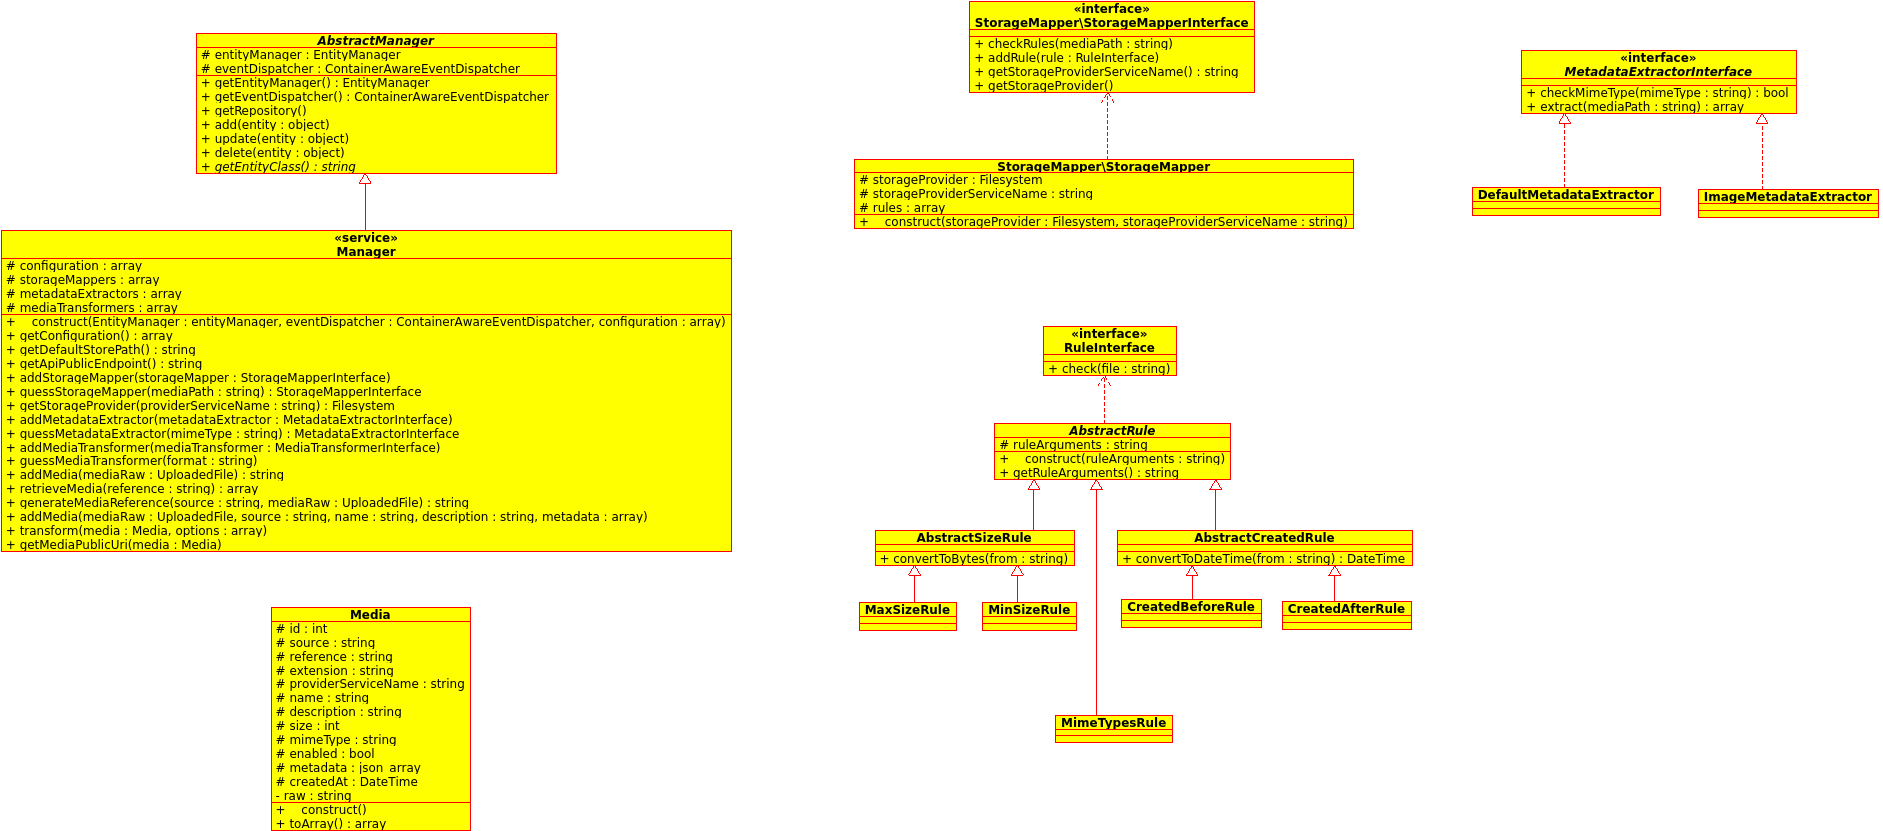 AbstractManager
# entityManager : EntityManager
# eventDispatcher : ContainerAwareEventDispatcher
+ getEntityManager() : EntityManager
+ getEventDispatcher() : ContainerAwareEventDispatcher
+ getRepository()
+ add(entity : object)
+ update(entity : object)
+ delete(entity : object)
+ getEntityClass() : string
«service»
Manager
# configuration : array
# storageMappers : array
# metadataExtractors : array
# mediaTransformers : array
+ __construct(EntityManager : entityManager, eventDispatcher : ContainerAwareEventDispatcher, configuration : array)
+ getConfiguration() : array
+ getDefaultStorePath() : string
+ getApiPublicEndpoint() : string
+ addStorageMapper(storageMapper : StorageMapperInterface)
+ guessStorageMapper(mediaPath : string) : StorageMapperInterface
+ getStorageProvider(providerServiceName : string) : Filesystem
+ addMetadataExtractor(metadataExtractor : MetadataExtractorInterface)
+ guessMetadataExtractor(mimeType : string) : MetadataExtractorInterface
+ addMediaTransformer(mediaTransformer : MediaTransformerInterface)
+ guessMediaTransformer(format : string)
+ addMedia(mediaRaw : UploadedFile) : string
+ retrieveMedia(reference : string) : array
+ generateMediaReference(source : string, mediaRaw : UploadedFile) : string
+ addMedia(mediaRaw : UploadedFile, source : string, name : string, description : string, metadata : array)
+ transform(media : Media, options : array)
+ getMediaPublicUri(media : Media)
Media
# id : int
# source : string
# reference : string
# extension : string
# providerServiceName : string
# name : string
# description : string
# size : int
# mimeType : string
# enabled : bool
# metadata : json_array
# createdAt : DateTime
- raw : string
+ __construct()
+ toArray() : array
«interface»
StorageMapper\StorageMapperInterface
+ checkRules(mediaPath : string)
+ addRule(rule : RuleInterface)
+ getStorageProviderServiceName() : string
+ getStorageProvider()
StorageMapper\StorageMapper
# storageProvider : Filesystem
# storageProviderServiceName : string
# rules : array
+ __construct(storageProvider : Filesystem, storageProviderServiceName : string)
«interface»
RuleInterface
+ check(file : string)
AbstractRule
# ruleArguments : string
+ __construct(ruleArguments : string)
+ getRuleArguments() : string
AbstractSizeRule
+ convertToBytes(from : string)
AbstractCreatedRule
+ convertToDateTime(from : string) : DateTime
MaxSizeRule
MinSizeRule
CreatedBeforeRule
CreatedAfterRule
MimeTypesRule
«interface»
MetadataExtractorInterface
+ checkMimeType(mimeType : string) : bool
+ extract(mediaPath : string) : array
DefaultMetadataExtractor
ImageMetadataExtractor